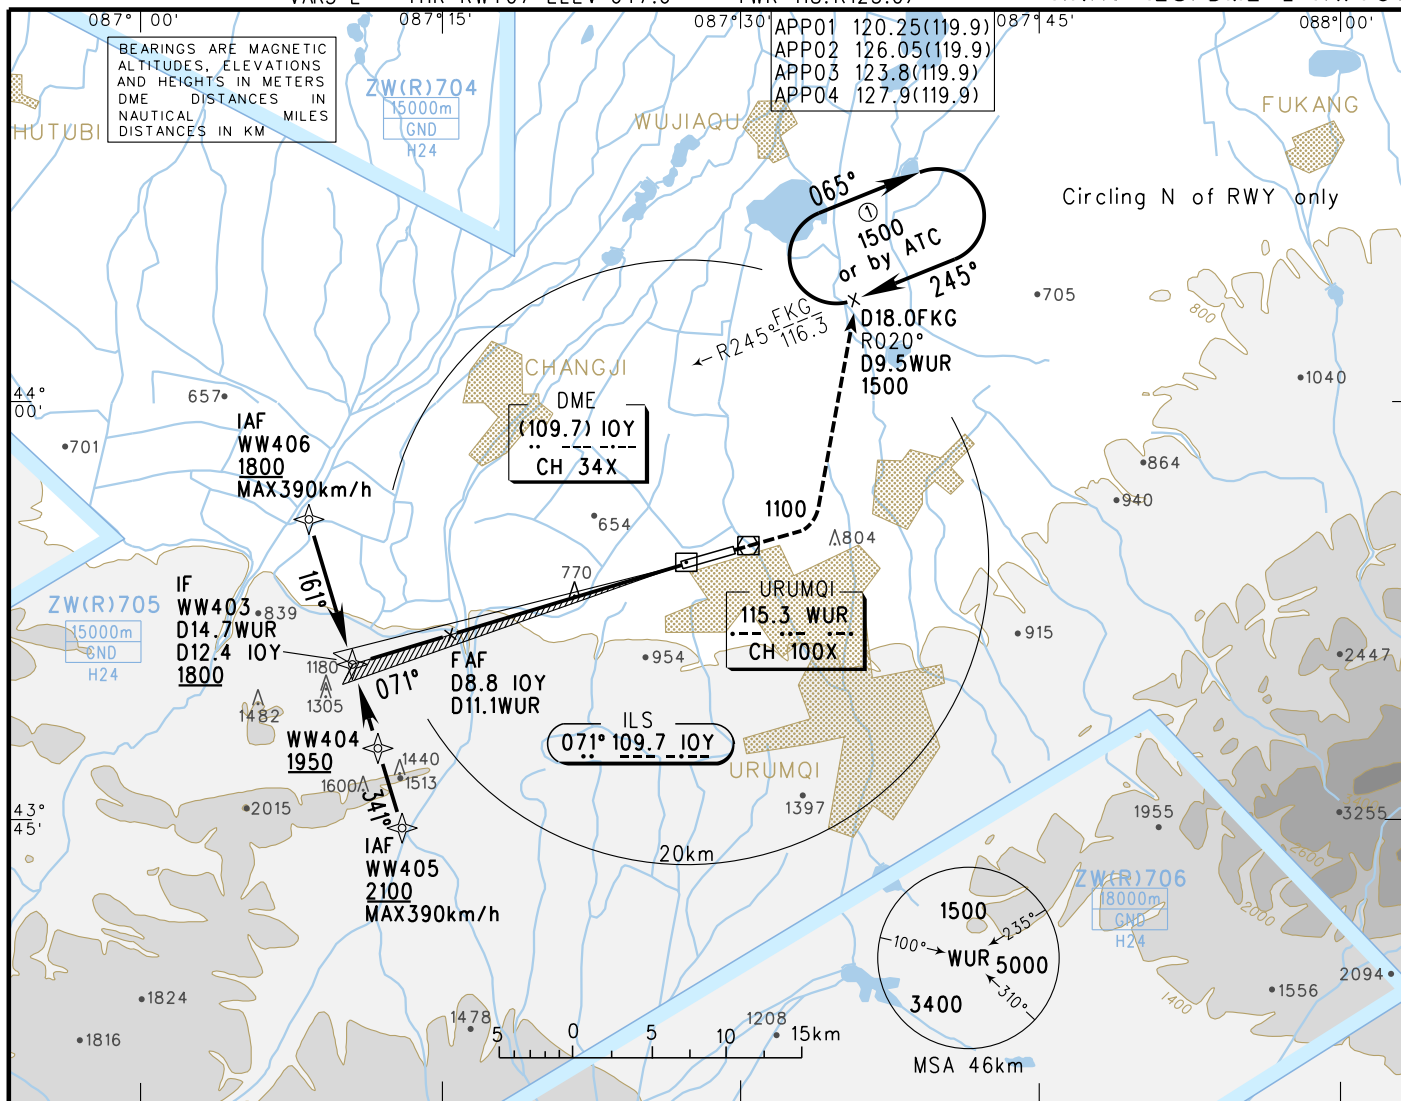 087° 00'
087°15'
087°30'
087°45'
088°00'
BEARINGS ARE MAGNETIC
ALTITUDES, ELEVATIONS
AND HEIGHTS IN METERS
DME DISTANCES IN
NAUTICAL MILES
DISTANCES IN KM
APP01 120.25(119.9)
APP02 126.05(119.9)
APP03 123.8(119.9)
APP04 127.9(119.9)
ZW(R)704
15000m
GND
H24
HUTUBI
WUJIAQU
FUKANG
Circling N of RWY only
065°
①
1500
or by ATC
245°
705
800
D18.0FKG
R020°
D9.5WUR
1500
R245° FKG
116.3
CHANGJI
1040
44°
00'
657
701
IAF
WW406
1800
MAX390km/h
DME
(109.7) IOY
CH 34X
864
940
654
1100
804
770
161°
IF
WW403
D14.7WUR
D12.4 IOY
1800
ZW(R)705
15000m
GND
H24
839
URUMQI
115.3 WUR
CH 100X
915
2447
954
1180
1305
1482
071°
FAF
D8.8 IOY
D11.1WUR
ILS
071° 109.7 IOY
WW404
1950
1440
1513
1600
341°
2015
URUMQI
1397
1955
3255
2600
43°
45'
IAF
WW405
2100
MAX390km/h
20km
ZW(R)706
18000m
GND
H24
2000
1400
1500
100°
235°
WUR 5000
310°
3400
MSA 46km
2094
1556
1824
1816
1478
1208
5 0 5 10 15km